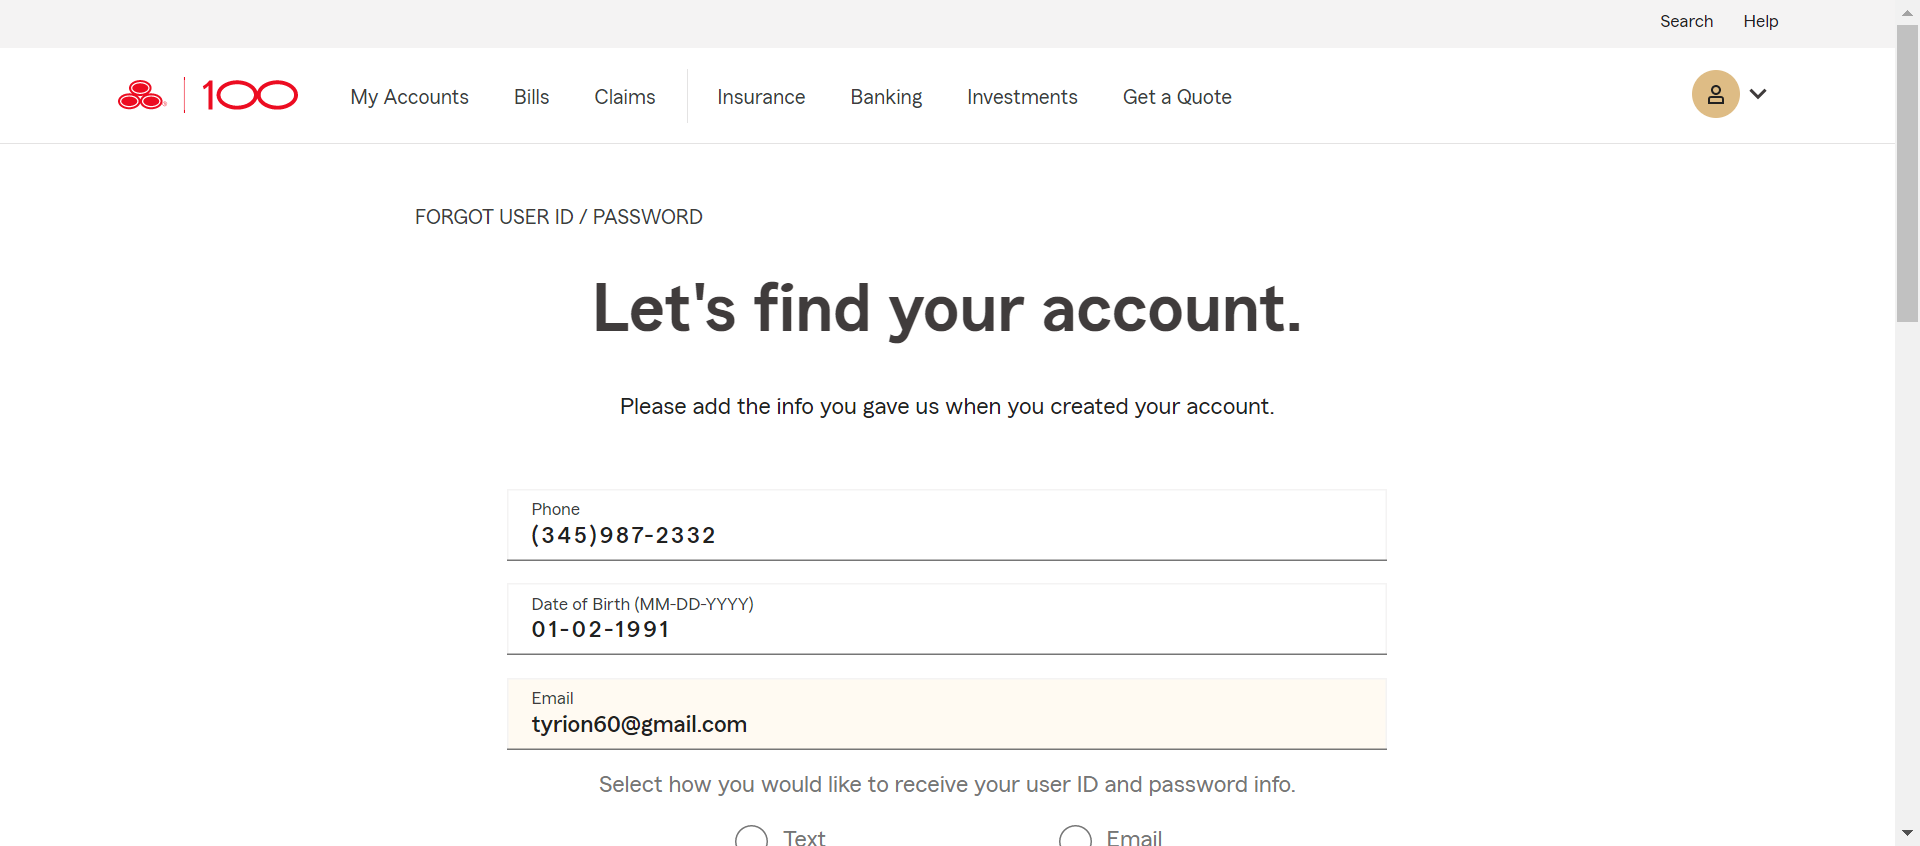 Search Help
100 My Accounts Bills Claims Insurance Banking Investments Get a Quote
FORGOT USER ID / PASSWORD
Let's find your account.
Please add the info you gave us when you created your account.
Phone
(345)987-2332
Date of Birth (MM-DD-YYYY)
01-02-1991
Email
tyrion60@gmail.com
Select how you would like to receive your user ID and password info.
Text Email